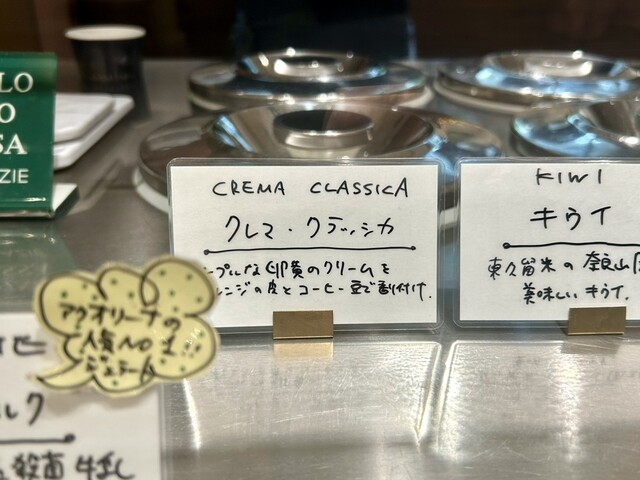 LO
O
SA
ZIE
CREMA CLASSICA
クレマ・クラッシカ
ンプルな卵黄のクリームを
レンジの皮とコーヒー豆で香り付け.
KIWI
キウイ
東久留米の奈良山
美味しいキウイ.
アクオリーナの
人気No1!!
ジェラート
ルク
殺菌牛乳